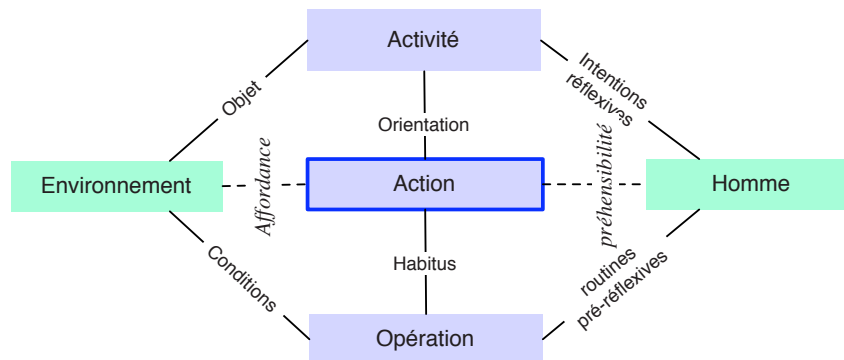 Activité
Objet
Intentions
réflexives
Orientation
Environnement
Affordance
Action
préhensibilité
Homme
Conditions
Habitus
routines
pré-réflexives
Opération